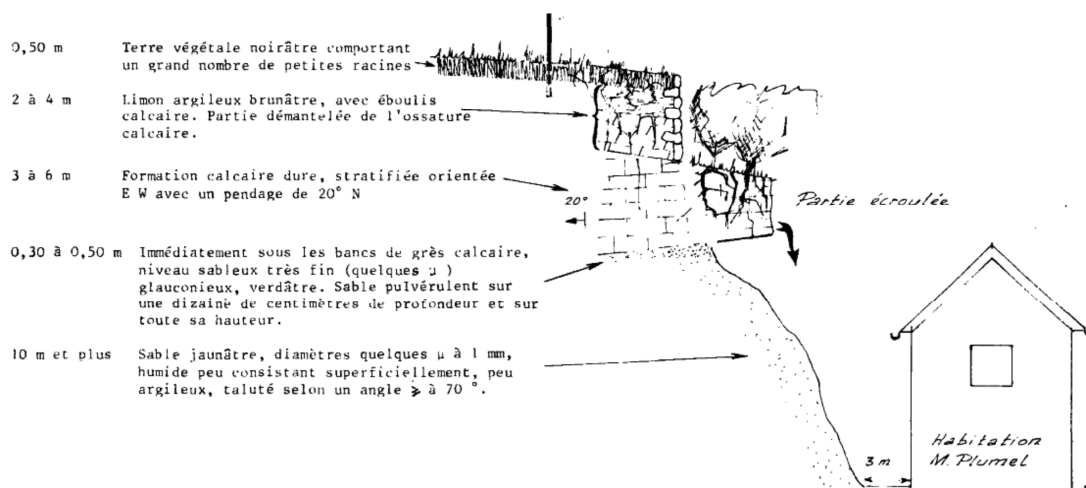 0,50 m Terre végétale noirâtre comportant
un grand nombre de petites racines
2 à 4 m Limon argileux brunâtre, avec éboulis
calcaire. Partie démantelée de l'ossature
calcaire.
3 à 6 m Formation calcaire dure, stratifiée orientée
E W avec un pendage de 20° N
20°
Partie écroulée
0,30 à 0,50 m Immédiatement sous les bancs de grès calcaire,
niveau sableux très fin (quelques µ )
glauconieux, verdâtre. Sable pulvérulent sur
une dizaine de centimètres de profondeur et sur
toute sa hauteur.
10 m et plus Sable jaunâtre, diamètres quelques µ à 1 mm,
humide peu consistant superficiellement, peu
argileux, taluté selon un angle ⩾ à 70 °.
Habitation
M. Plumel
3 m